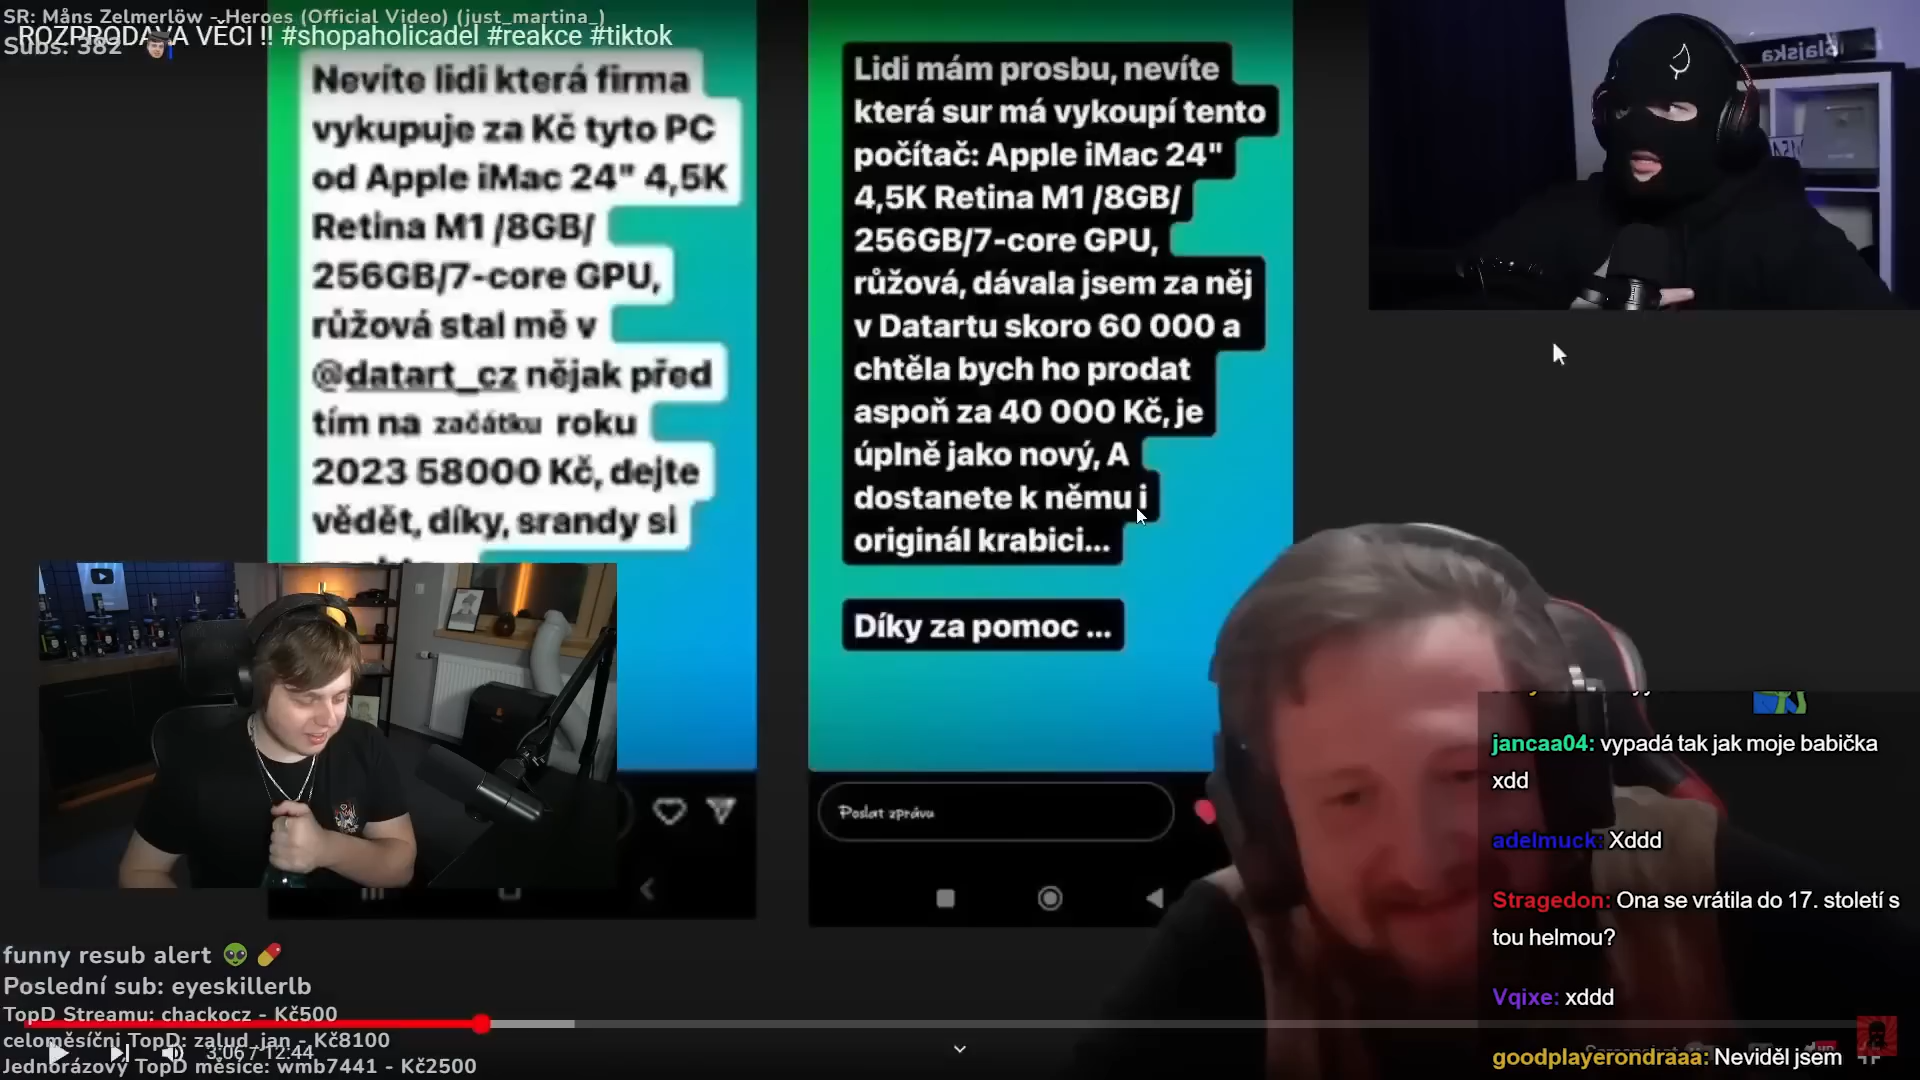 SR: Måns Zelmerlöw - Heroes (Official Video) (just_martina_)
ROZPRODÁVÁ VĚCI !! #shopaholicadel #reakce #tiktok
Subs: 382
Nevíte lidi která firma
vykupuje za Kč tyto PC
od Apple iMac 24" 4,5K
Retina M1 /8GB/
256GB/7-core GPU,
růžová stal mě v
@datart_cz nějak před
tím na začátku roku
2023 58000 Kč, dejte
vědět, díky, srandy si
Lidi mám prosbu, nevíte
která sur má vykoupí tento
počítač: Apple iMac 24"
4,5K Retina M1 /8GB/
256GB/7-core GPU,
růžová, dávala jsem za něj
v Datartu skoro 60 000 a
chtěla bych ho prodat
aspoň za 40 000 Kč, je
úplně jako nový, A
dostanete k němu i
originál krabici...
Díky za pomoc ...
Poslat zprávu
jancaa04: vypadá tak jak moje babička
xdd
adelmuck: Xddd
Stragedon: Ona se vrátila do 17. století s
tou helmou?
Vqixe: xddd
goodplayerondraaa: Neviděl jsem
funny resub alert
Poslední sub: eyeskillerlb
TopD Streamu: chackocz - Kč500
celoměsíčni TopD: zalud_jan - Kč8100
3:06 / 12:44
Jednorázový TopD měsíce: wmb7441 - Kč2500